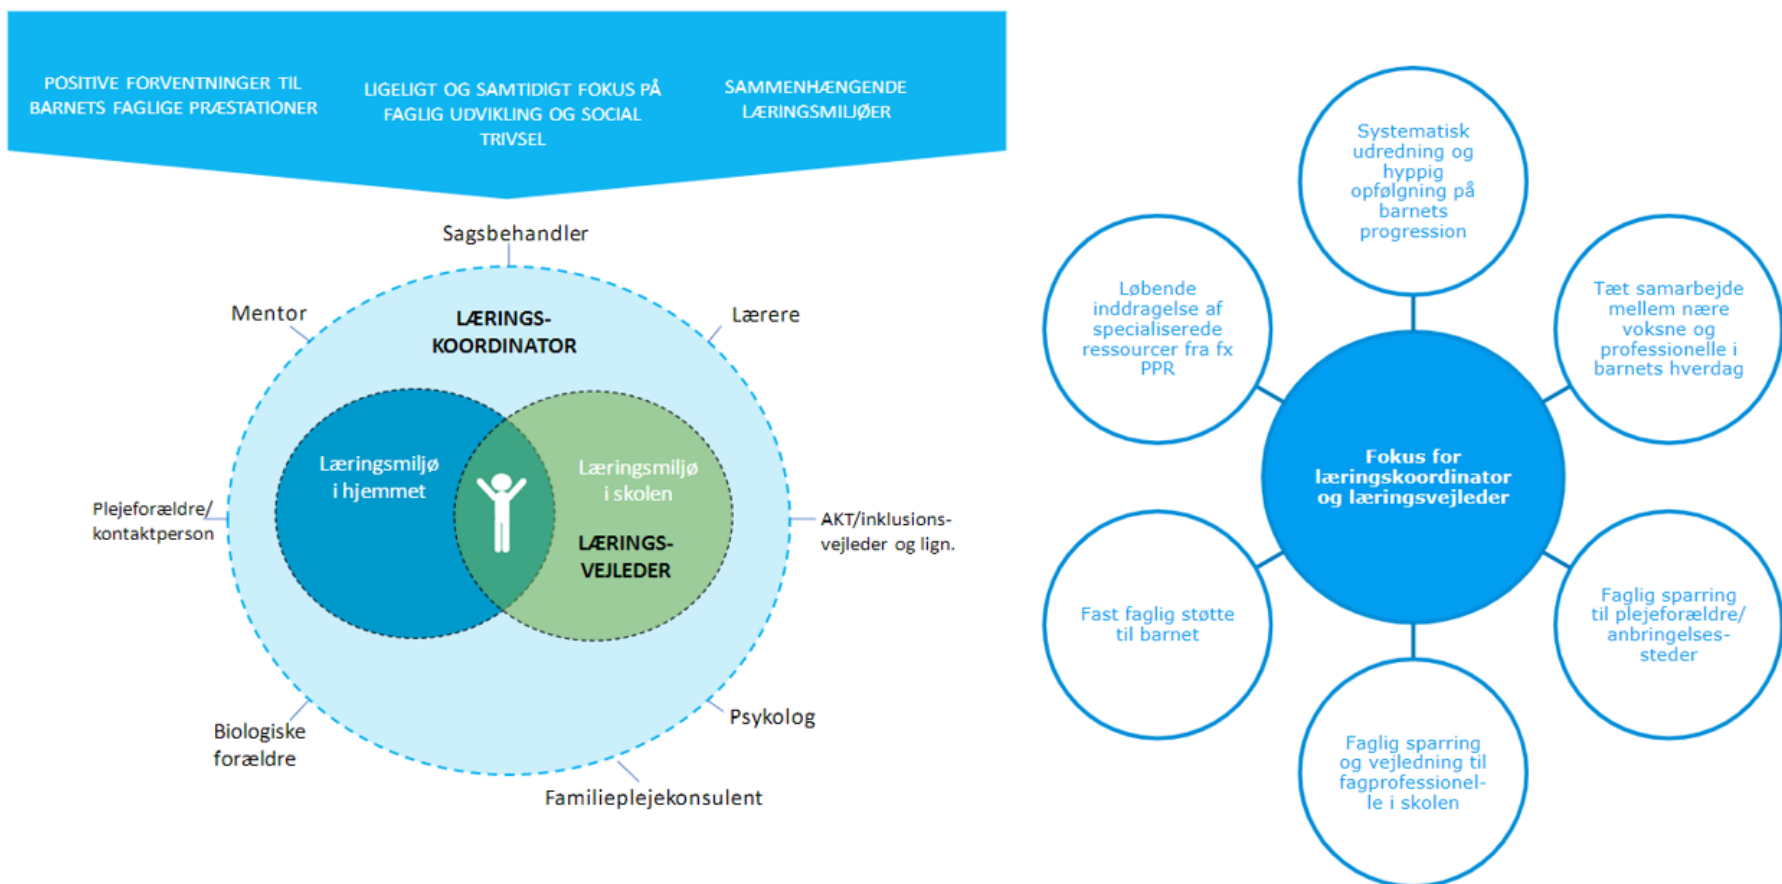 POSITIVE FORVENTNINGER TIL
BARNETS FAGLIGE PRÆSTATIONER
LIGELIGT OG SAMTIDIGT FOKUS PÅ
FAGLIG UDVIKLING OG SOCIAL
TRIVSEL
SAMMENHÆNGENDE
LÆRINGSMILJØER
Sagsbehandler
Mentor
Lærere
LÆRINGS-
KOORDINATOR
Læringsmiljø
i hjemmet
Læringsmiljø
i skolen
LÆRINGS-
VEJLEDER
Plejeforældre/
kontaktperson
AKT/inklusions-
vejleder og lign.
Biologiske
forældre
Psykolog
Familieplejekonsulent
Systematisk
udredning og
hyppig
opfølgning på
barnets
progression
Løbende
inddragelse af
specialiserede
ressourcer fra fx
PPR
Tæt samarbejde
mellem nære
voksne og
professionelle i
barnets hverdag
Fokus for
læringskoordinator
og læringsvejleder
Fast faglig støtte
til barnet
Faglig sparring
til plejeforældre/
anbringelses-
steder
Faglig sparring
og vejledning til
fagprofessionel-
le i skolen